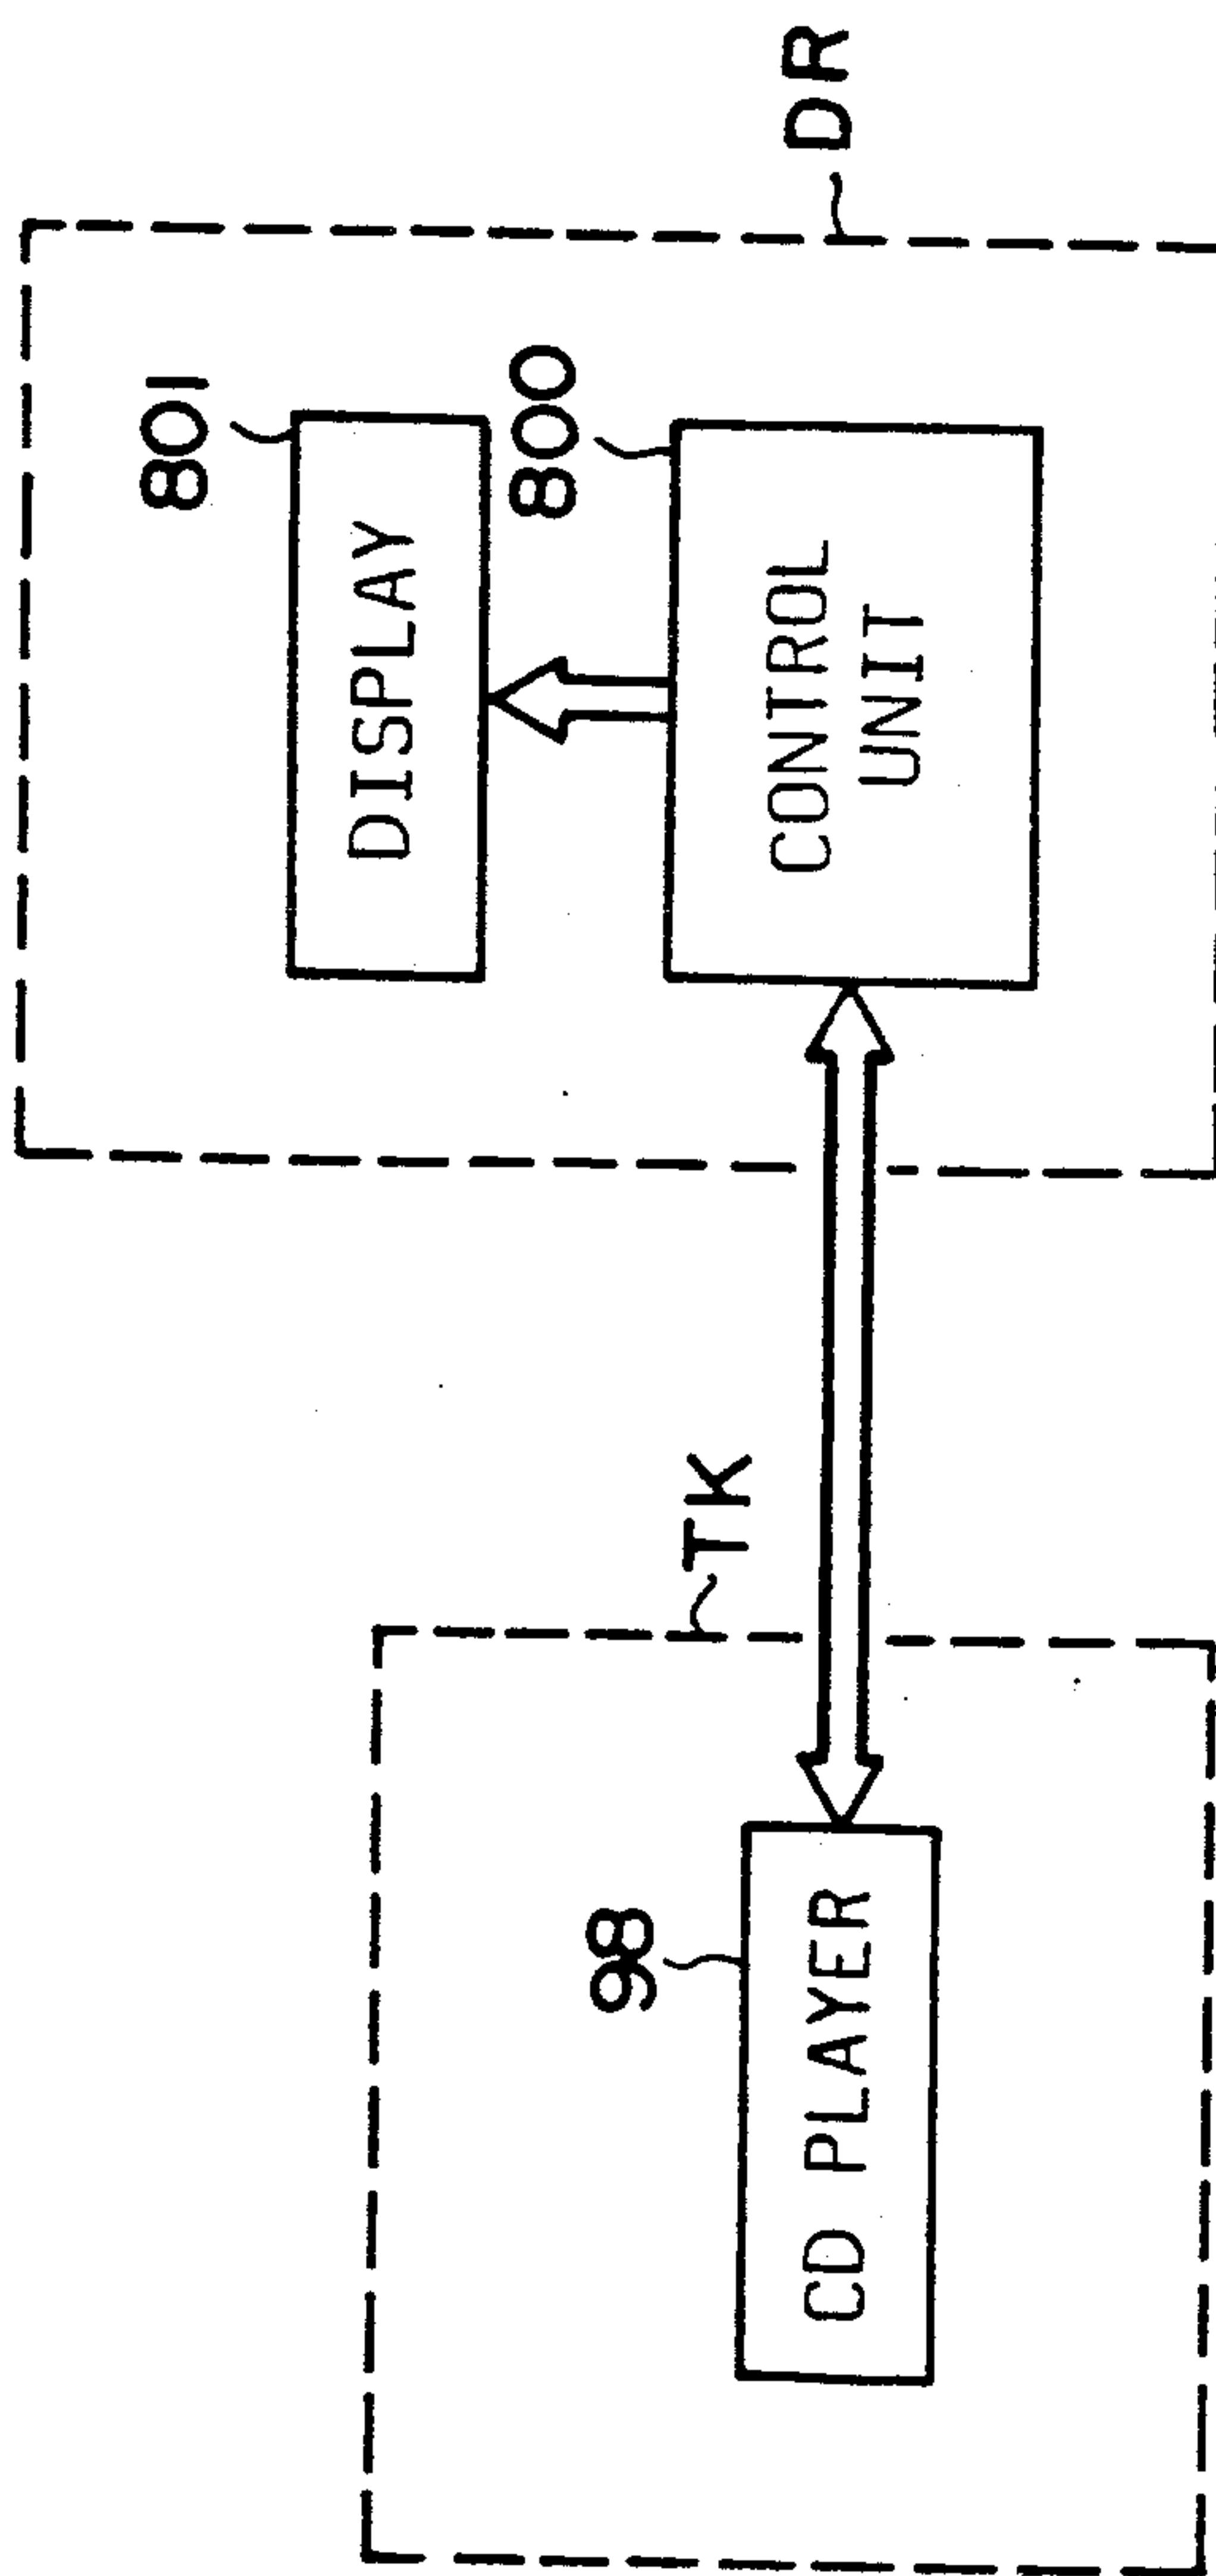 801
DISPLAY
800
CONTROL
UNIT
DR
TK
98
CD PLAYER